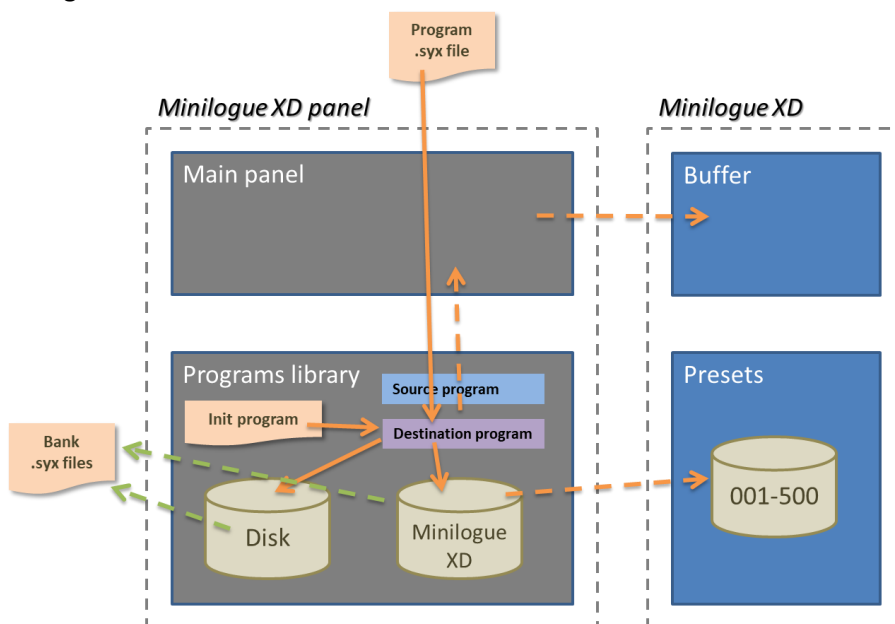 Program
.syx file
Minilogue XD panel
Minilogue XD
Main panel
Buffer
Programs library
Presets
Source program
Init program
Destination program
Bank
.syx files
Disk
Minilogue
XD
001-500